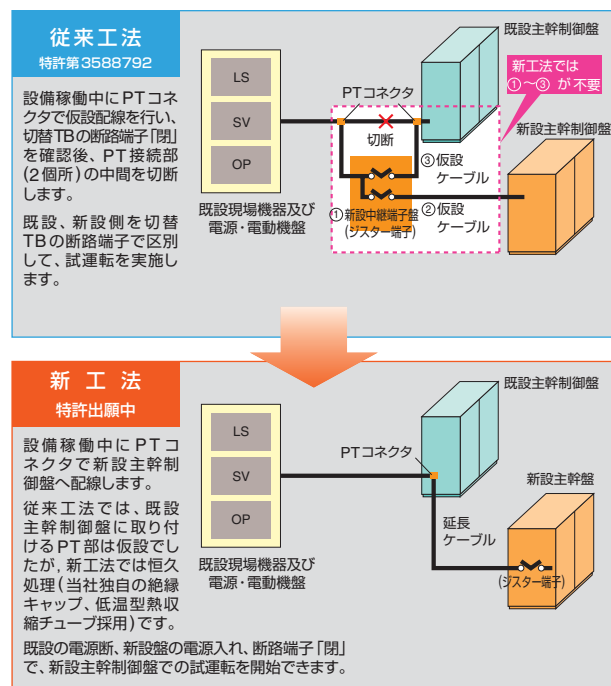 従来工法
特許第3588792
設備稼働中にPTコネ
クタで仮設配線を行い、
切替TBの断路端子「閉」
を確認後、PT接続部
(2個所)の中間を切断
します。
既設、新設側を切替
TBの断路端子で区別
して、試運転を実施し
ます。
LS
SV
OP
既設現場機器及び
電源・電動機盤
PTコネクタ
切断
①新設中継端子盤
(ジスター端子)
③仮設
ケーブル
②仮設
ケーブル
既設主幹制御盤
新工法では
①~③が不要
新設主幹制御盤
新工法
特許出願中
設備稼働中にPTコ
ネクタで新設主幹制
御盤へ配線します。
従来工法では、既設
主幹制御盤に取り付
けるPT部は仮設でし
たが,新工法では恒久
処理(当社独自の絶縁
キャップ、低温型熱収
縮チューブ採用)です。
既設の電源断、新設盤の電源入れ、断路端子「閉」
で、新設主幹制御盤での試運転を開始できます。
LS
SV
OP
既設現場機器及び
電源・電動機盤
PTコネクタ
既設主幹制御盤
延長
ケーブル
新設主幹盤
(ジスター端子)